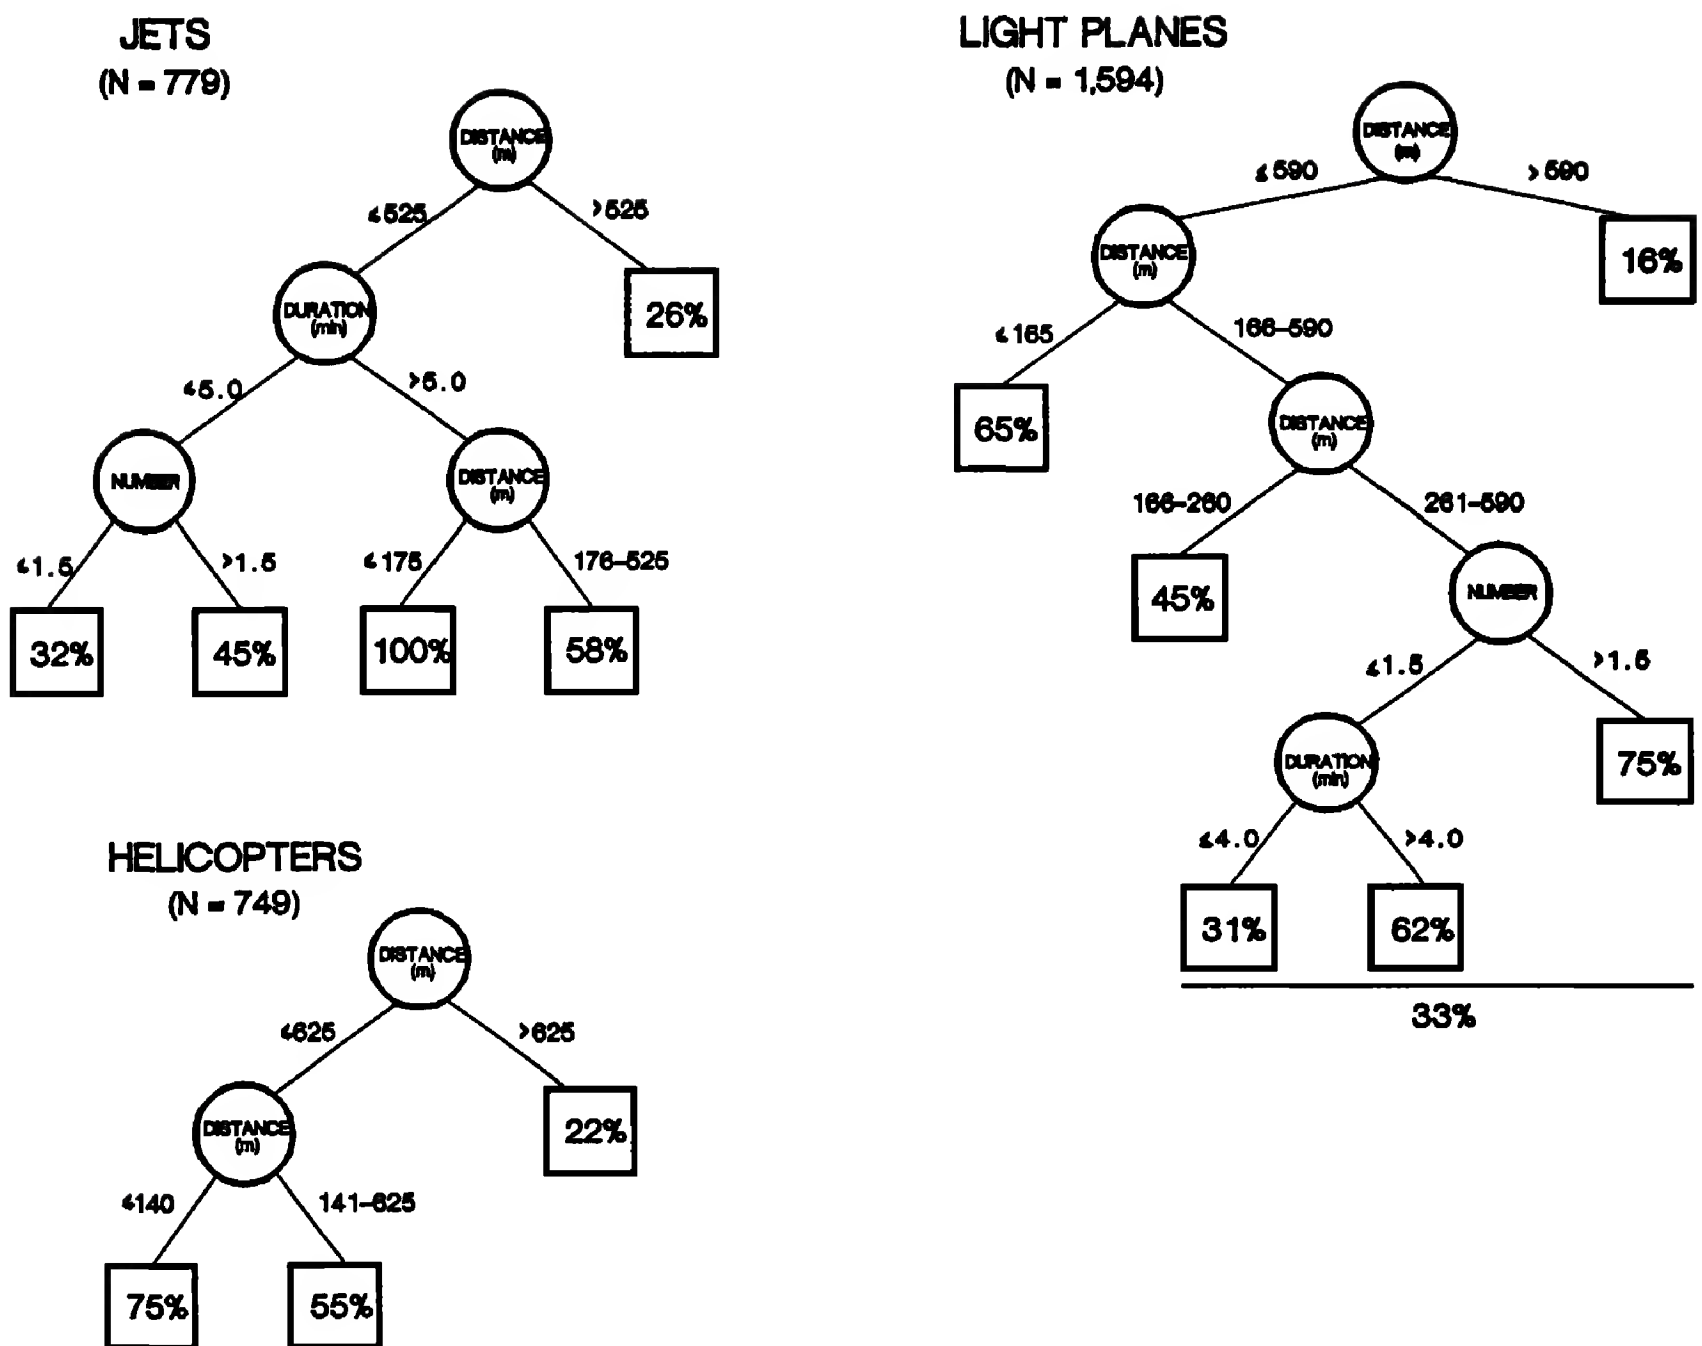 JETS
(N = 779)
DISTANCE
(m)
≤525
>525
DURATION
(min)
26%
≤5.0
>5.0
NUMBER
DISTANCE
(m)
≤1.5
>1.5
≤175
176–525
32%
45%
100%
58%
HELICOPTERS
(N = 749)
DISTANCE
(m)
≤625
>625
DISTANCE
(m)
22%
≤140
141–625
75%
55%
LIGHT PLANES
(N = 1,594)
DISTANCE
(m)
≤590
>590
DISTANCE
(m)
16%
≤165
166–590
65%
DISTANCE
(m)
166–260
261–590
45%
NUMBER
≤1.5
>1.5
DURATION
(min)
75%
≤4.0
>4.0
31%
62%
33%